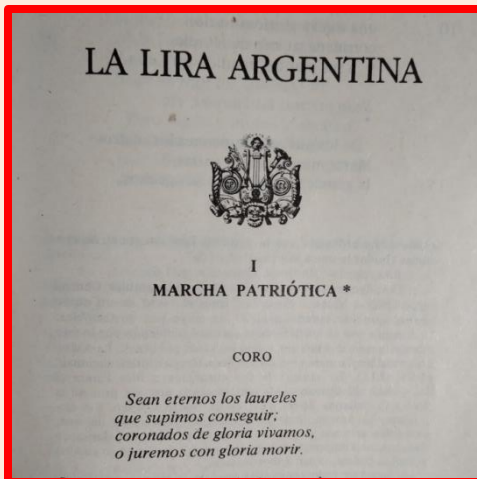 LA LIRA ARGENTINA
I
MARCHA PATRIÓTICA *
CORO
Sean eternos los laureles
que supimos conseguir;
coronados de gloria vivamos,
o juremos con gloria morir.